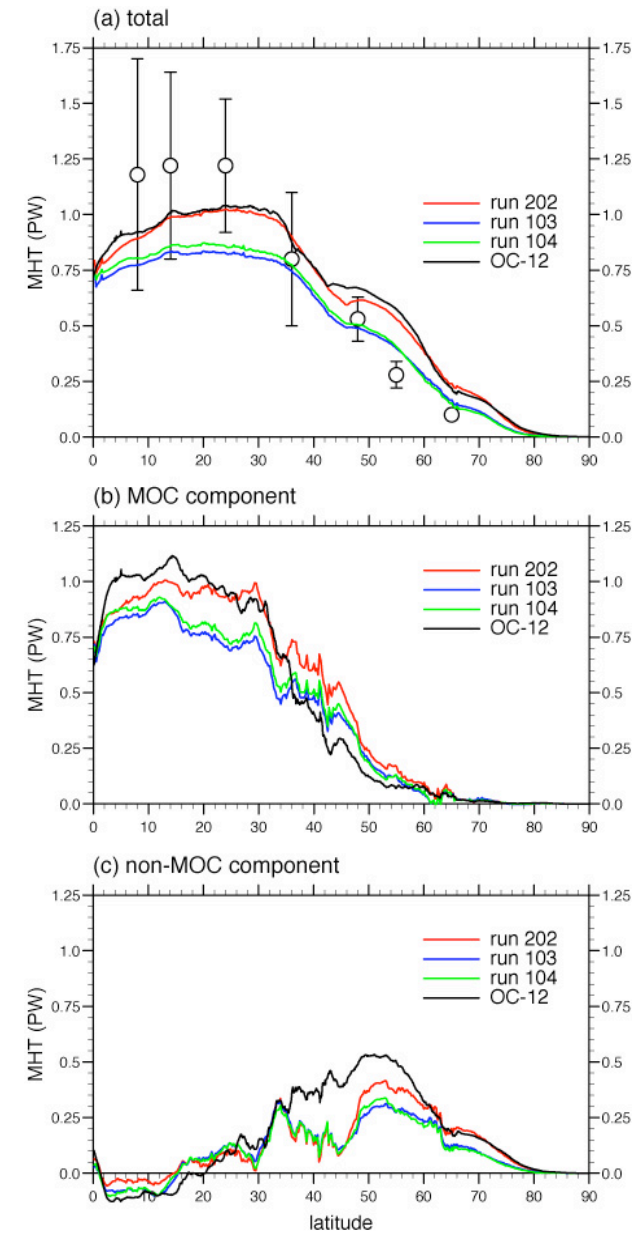 (a) total
1.75 1.75
1.5 1.5
1.25 1.25
1.0 1.0
0.75 0.75
0.5 0.5
0.25 0.25
0.0 0.0
MHT (PW)
run 202
run 103
run 104
OC-12
0 10 20 30 40 50 60 70 80 90
(b) MOC component
1.25 1.25
1.0 1.0
0.75 0.75
0.5 0.5
0.25 0.25
0.0 0.0
MHT (PW)
run 202
run 103
run 104
OC-12
0 10 20 30 40 50 60 70 80 90
(c) non-MOC component
1.25 1.25
1.0 1.0
0.75 0.75
0.5 0.5
0.25 0.25
0.0 0.0
MHT (PW)
run 202
run 103
run 104
OC-12
0 10 20 30 40 50 60 70 80 90
latitude